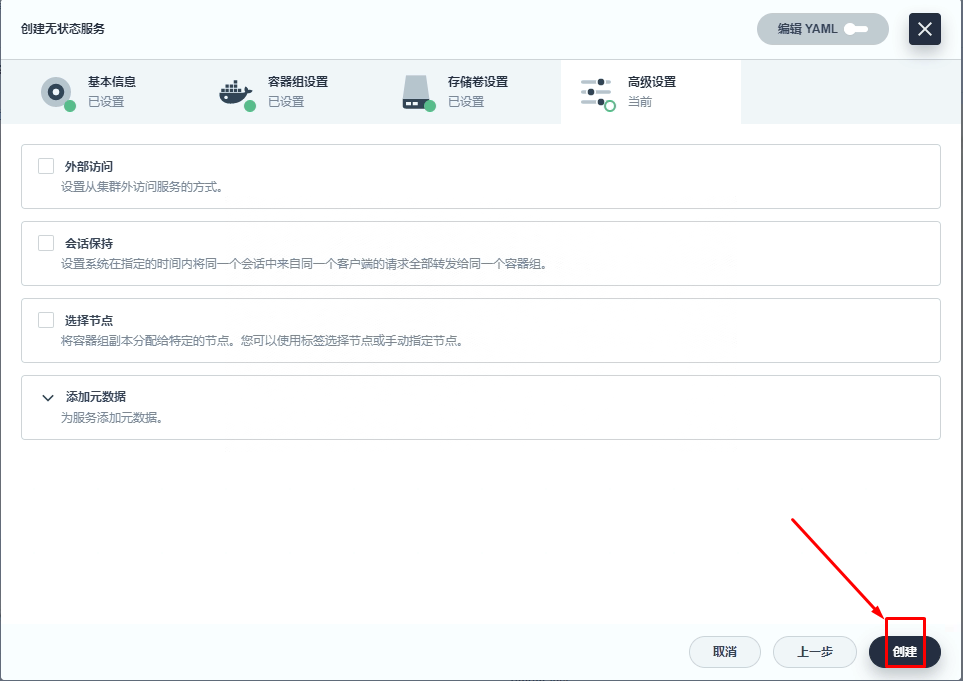 创建无状态服务
编辑 YAML
基本信息
已设置
容器组设置
已设置
存储卷设置
已设置
高级设置
当前
外部访问
设置从集群外访问服务的方式。
会话保持
设置系统在指定的时间内将同一个会话中来自同一个客户端的请求全部转发给同一个容器组。
选择节点
将容器组副本分配给特定的节点。您可以使用标签选择节点或手动指定节点。
添加元数据
为服务添加元数据。
取消
上一步
创建